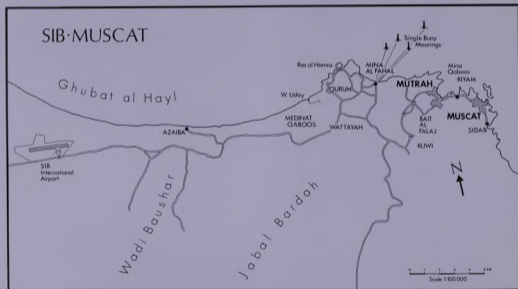 SIB·MUSCAT
Ghubat al Hayl
Ras al Hamra
W. Uday
Single Buoy
Moorings
MINA
AL FAHAL
QURUM
MUTRAH
Mina
Qaboos
RIYAM
MUSCAT
SIDAB
BAIT
AL
FALAJ
RUWI
WATTAYAH
MEDINAT
QABOOS
AZAIBA
SIB
International
Airport
Wadi Baushar
Jabal Bardah
N
Scale 1:100 000